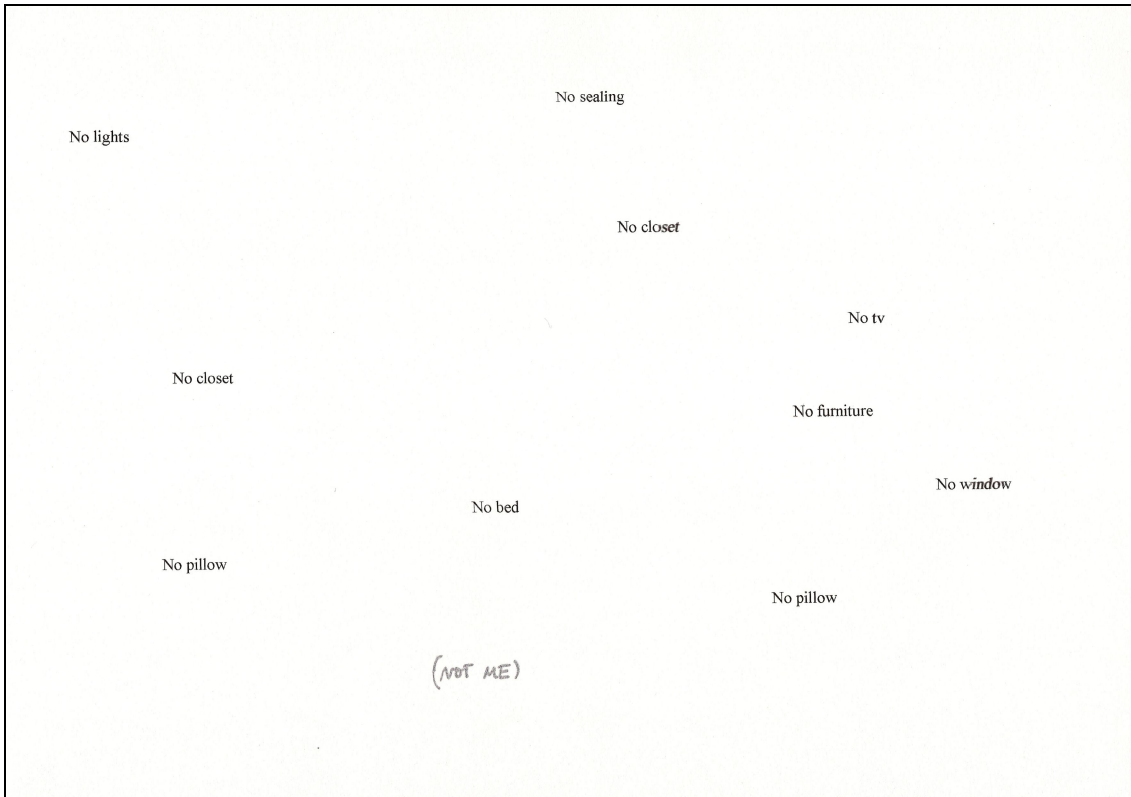 No sealing
No lights
No closet
No tv
No closet
No furniture
No window
No bed
No pillow
No pillow
(NOT ME)